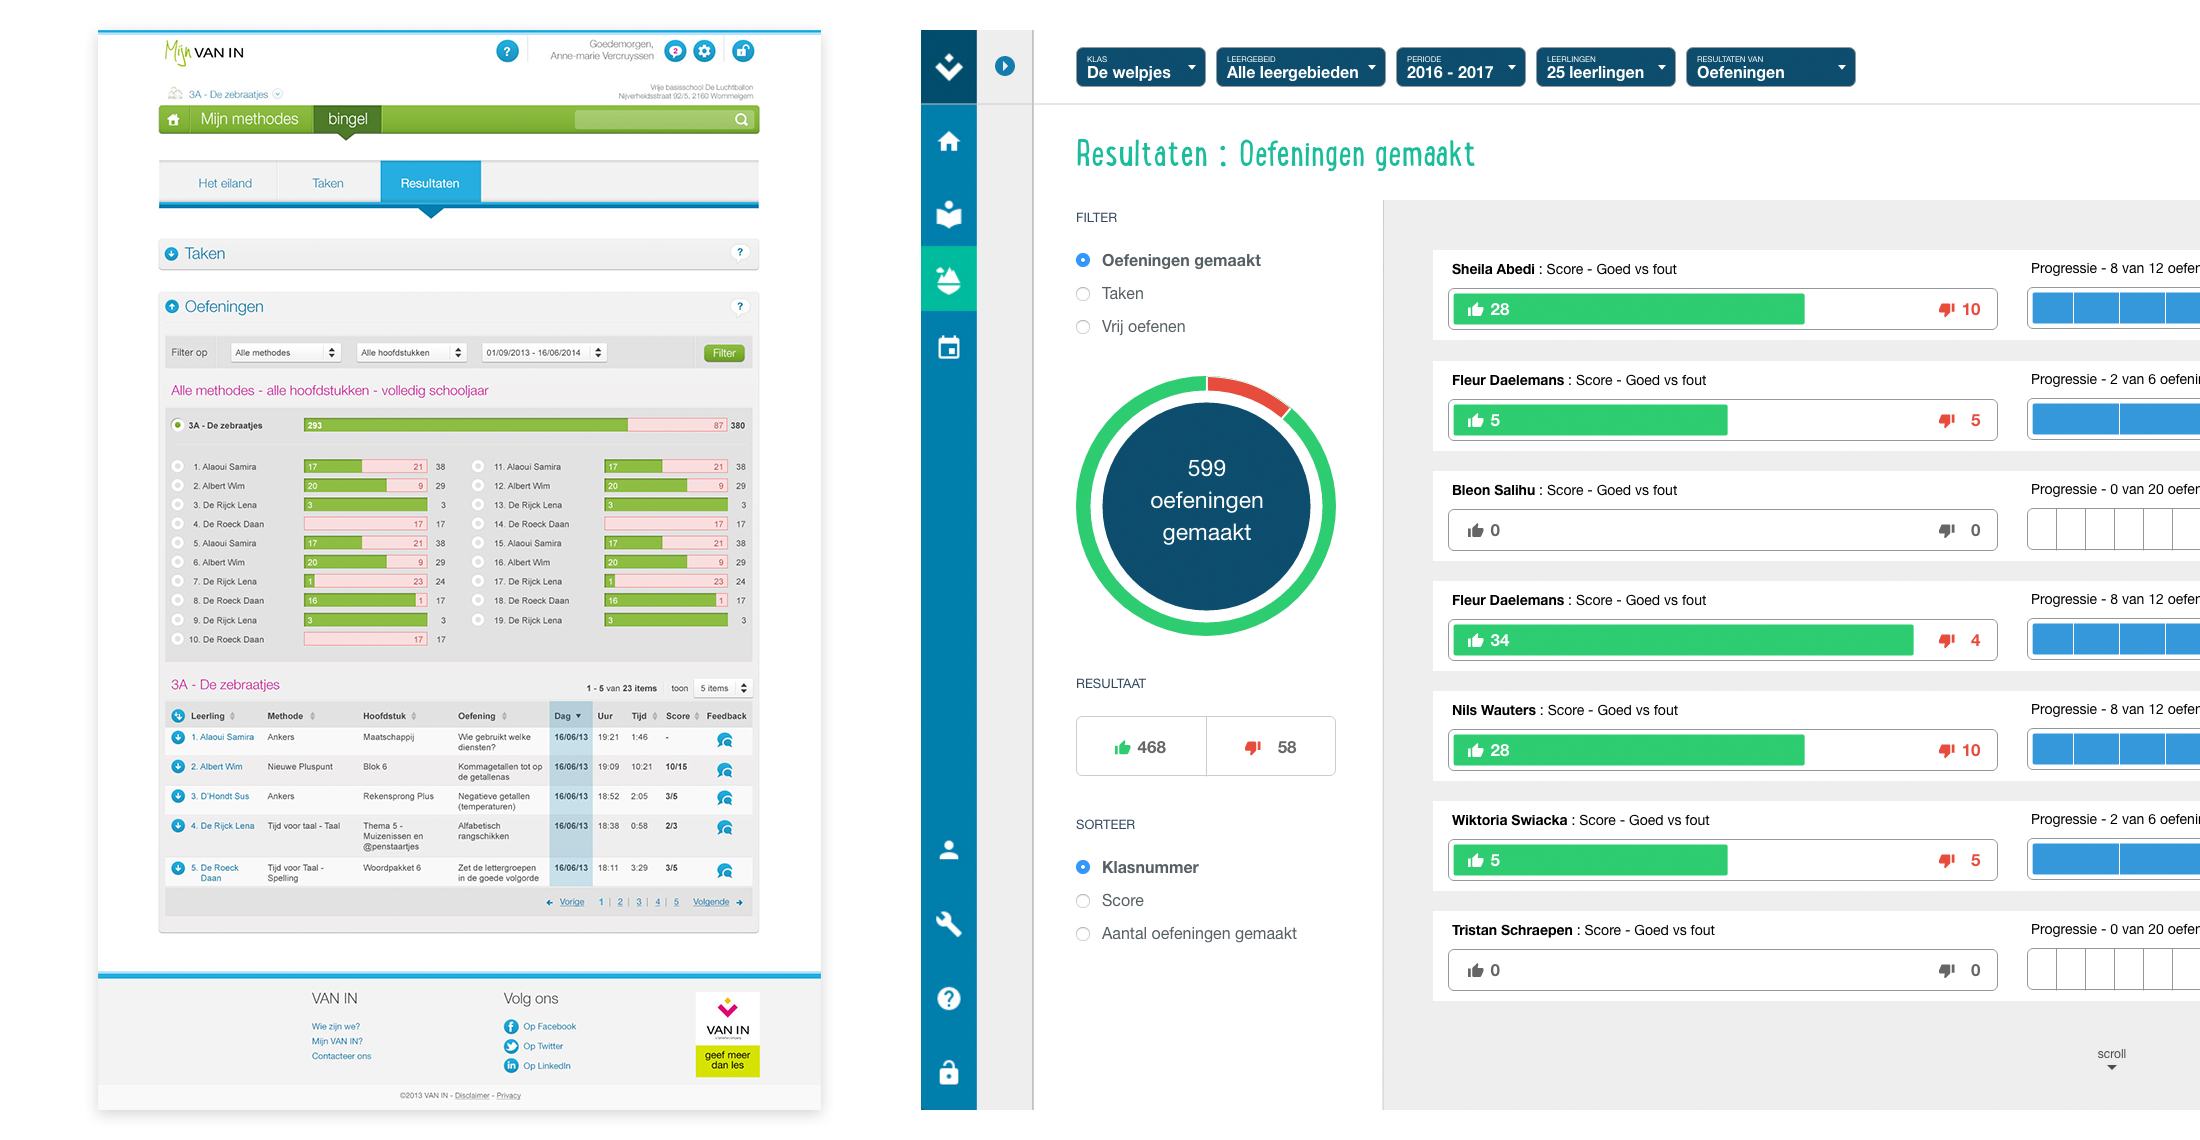 Mijn VAN IN
?
Goedemorgen,
Anne-marie Vercruyssen
2
3A - De zebraatjes
Vrije basisschool De Luchtballon
Nijverheidsstraat 92/5, 2160 Wommelgem
Mijn methodes
bingel
Het eiland
Taken
Resultaten
Taken
?
Oefeningen
?
Filter op
Alle methodes
Alle hoofdstukken
01/09/2013 - 16/06/2014
Filter
Alle methodes - alle hoofdstukken - volledig schooljaar
3A - De zebraatjes 293 87 380
1. Alaoui Samira 17 21 38
2. Albert Wim 20 9 29
3. De Rijck Lena 3 3
4. De Roeck Daan 17 17
5. Alaoui Samira 17 21 38
6. Albert Wim 20 9 29
7. De Rijck Lena 1 23 24
8. De Roeck Daan 16 1 17
9. De Rijck Lena 3 3
10. De Roeck Daan 17 17
11. Alaoui Samira 17 21 38
12. Albert Wim 20 9 29
13. De Rijck Lena 3 3
14. De Roeck Daan 17 17
15. Alaoui Samira 17 21 38
16. Albert Wim 20 9 29
17. De Rijck Lena 1 23 24
18. De Roeck Daan 16 1 17
19. De Rijck Lena 3 3
3A - De zebraatjes
1 - 5 van 23 items toon 5 items
Leerling Methode Hoofdstuk Oefening Dag Uur Tijd Score Feedback
1. Alaoui Samira Ankers Maatschappij Wie gebruikt welke 16/06/13 19:21 1:46 -
diensten?
2. Albert Wim Nieuwe Pluspunt Blok 6 Kommagetallen tot op 16/06/13 19:09 10:21 10/15
de getallenas
3. D'Hondt Sus Ankers Rekensprong Plus Negatieve getallen 16/06/13 18:52 2:05 3/5
(temperaturen)
4. De Rijck Lena Tijd voor taal - Taal Thema 5 - Alfabetisch 16/06/13 18:38 0:58 2/3
Muizenissen en rangschikken
@penstaartjes
5. De Roeck Tijd voor Taal - Woordpakket 6 Zet de lettergroepen 16/06/13 18:11 3:29 3/5
Daan Spelling in de goede volgorde
Vorige 1 | 2 | 3 | 4 | 5 Volgende
VAN IN
Wie zijn we?
Mijn VAN IN?
Contacteer ons
Volg ons
Op Facebook
Op Twitter
Op LinkedIn
VAN IN
geef meer
dan les
©2013 VAN IN - Disclaimer - Privacy
KLAS
De welpjes
LEERGEBEID
Alle leergebieden
PERIODE
2016 - 2017
LEERLINGEN
25 leerlingen
RESULTATEN VAN
Oefeningen
Resultaten : Oefeningen gemaakt
FILTER
Oefeningen gemaakt
Taken
Vrij oefenen
599
oefeningen
gemaakt
RESULTAAT
468 58
SORTEER
Klasnummer
Score
Aantal oefeningen gemaakt
?
Sheila Abedi : Score - Goed vs fout
28 10
Progressie - 8 van 12 oefer
Fleur Daelemans : Score - Goed vs fout
5 5
Progressie - 2 van 6 oefenir
Bleon Salihu : Score - Goed vs fout
0 0
Progressie - 0 van 20 oefer
Fleur Daelemans : Score - Goed vs fout
34 4
Progressie - 8 van 12 oefer
Nils Wauters : Score - Goed vs fout
28 10
Progressie - 8 van 12 oefer
Wiktoria Swiacka : Score - Goed vs fout
5 5
Progressie - 2 van 6 oefenir
Tristan Schraepen : Score - Goed vs fout
0 0
Progressie - 0 van 20 oefer
scroll